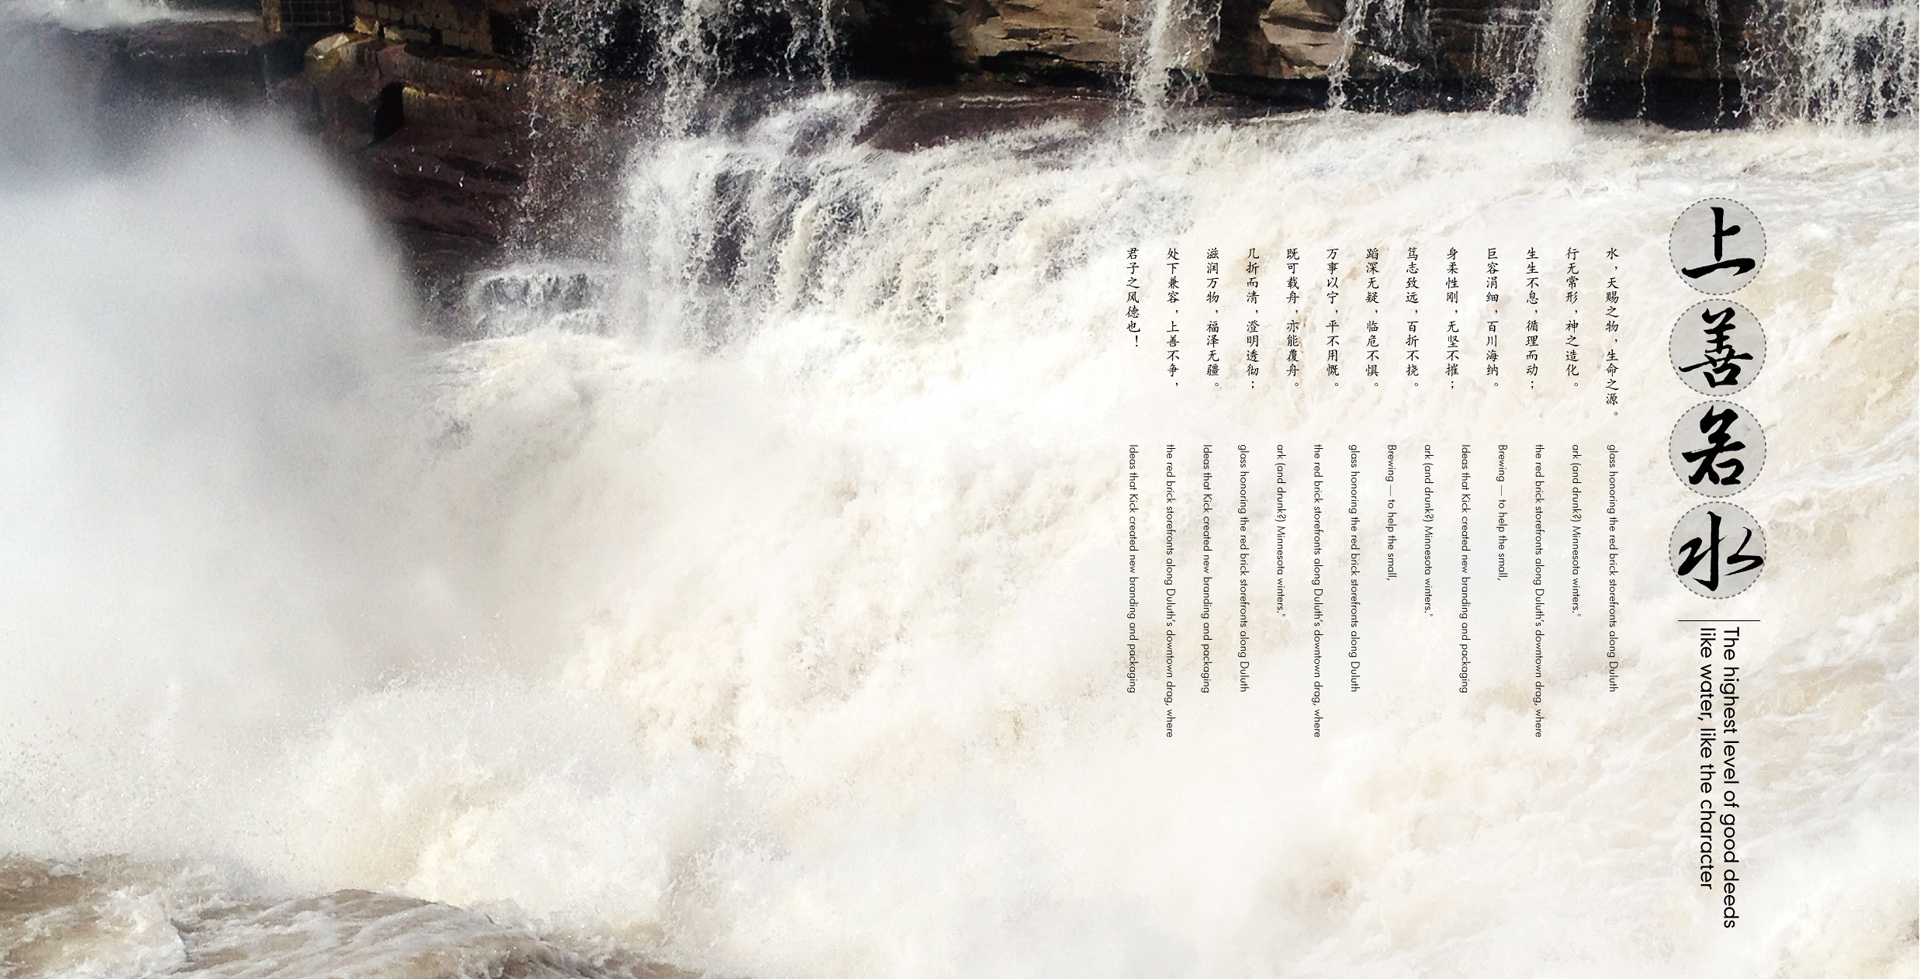 上善若水
The highest level of good deeds
like water, like the character
水，天赐之物，生命之源。
行无常形，神之造化。
生生不息，循理而动；
巨容涓细，百川海纳。
身柔性刚，无坚不摧；
笃志致远，百折不挠。
蹈深无疑，临危不惧。
万事以宁，平不用慨。
既可载舟，亦能覆舟。
几折而清，澄明透彻；
滋润万物，福泽无疆。
处下兼容，上善不争，
君子之风德也！
glass honoring the red brick storefronts along Duluth
ark (and drunk?) Minnesota winters."
the red brick storefronts along Duluth's downtown drag, where
Brewing — to help the small,
Ideas that Kick created new branding and packaging
ark (and drunk?) Minnesota winters."
Brewing — to help the small,
glass honoring the red brick storefronts along Duluth
the red brick storefronts along Duluth's downtown drag, where
ark (and drunk?) Minnesota winters."
glass honoring the red brick storefronts along Duluth
Ideas that Kick created new branding and packaging
the red brick storefronts along Duluth's downtown drag, where
Ideas that Kick created new branding and packaging